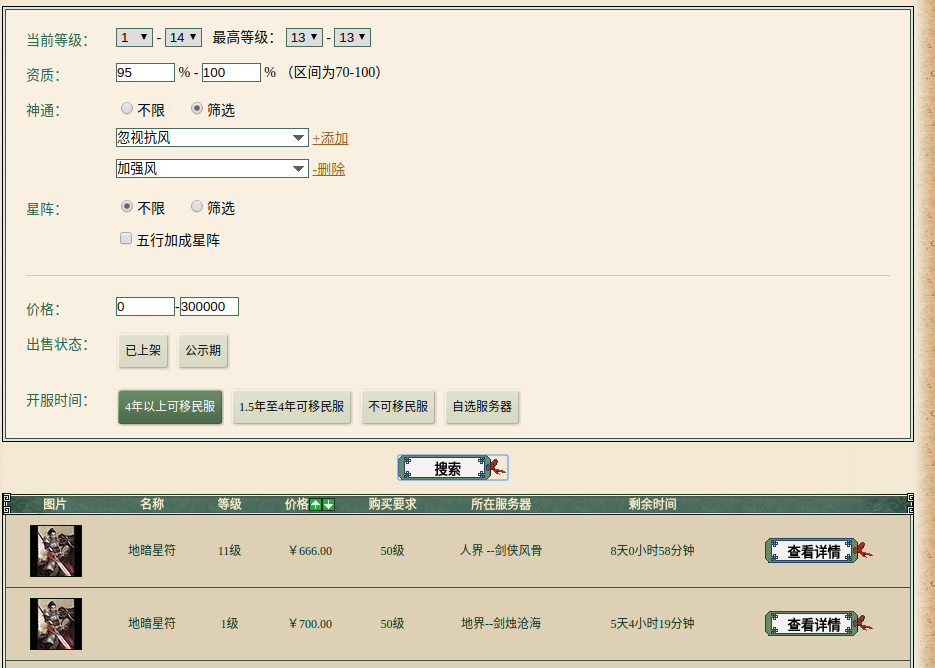 当前等级： 1 - 14 最高等级： 13 - 13
资质： 95 % - 100 % （区间为70-100）
神通： 不限 筛选
忽视抗风 +添加
加强风 -删除
星阵： 不限 筛选
五行加成星阵
价格： 0 - 300000
出售状态： 已上架 公示期
开服时间： 4年以上可移民服 1.5年至4年可移民服 不可移民服 自选服务器
搜索
图片 名称 等级 价格 购买要求 所在服务器 剩余时间
地暗星符 11级 ￥666.00 50级 人界 --剑侠风骨 8天0小时58分钟 查看详情
地暗星符 1级 ￥700.00 50级 地界--剑烛沧海 5天4小时19分钟 查看详情